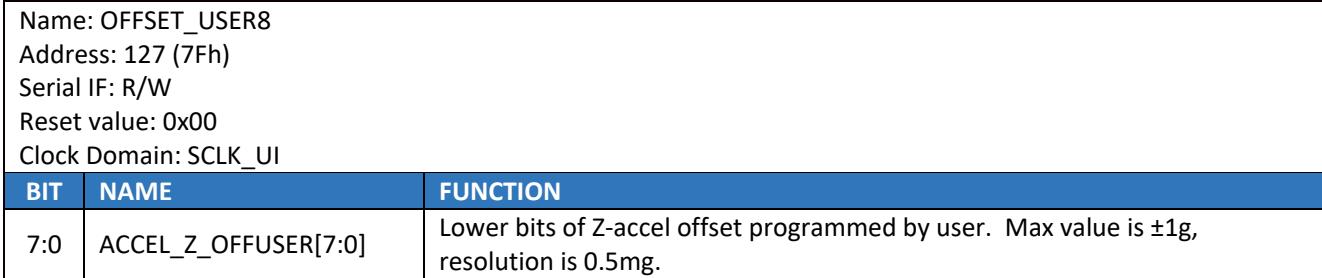 Name: OFFSET_USER8
Address: 127 (7Fh)
Serial IF: R/W
Reset value: 0x00
Clock Domain: SCLK_UI
BIT NAME FUNCTION
7:0 ACCEL_Z_OFFUSER[7:0] Lower bits of Z-accel offset programmed by user.  Max value is ±1g,
resolution is 0.5mg.